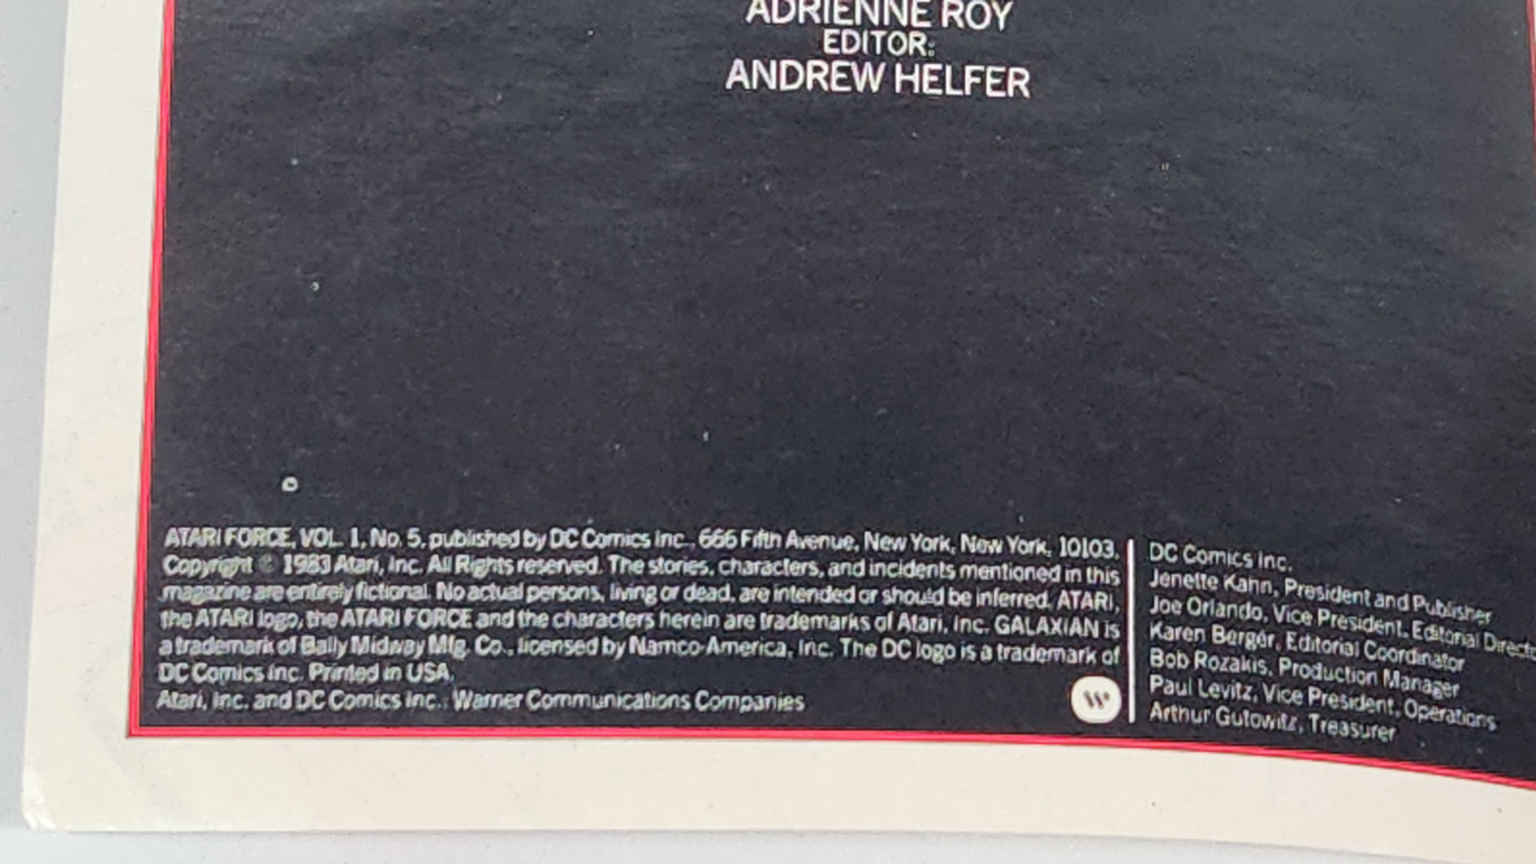 ADRIENNE ROY
EDITOR:
ANDREW HELFER
ATARI FORCE, VOL. 1, No. 5, published by DC Comics Inc., 666 Fifth Avenue, New York, New York, 10103.
Copyright © 1983 Atari, Inc. All Rights reserved. The stories, characters, and incidents mentioned in this
magazine are entirely fictional. No actual persons, living or dead, are intended or should be inferred. ATARI,
the ATARI logo, the ATARI FORCE and the characters herein are trademarks of Atari, Inc. GALAXIAN is
a trademark of Bally Midway Mfg. Co., licensed by Namco-America, Inc. The DC logo is a trademark of
DC Comics Inc. Printed in USA.
Atari, Inc. and DC Comics Inc.: Warner Communications Companies
DC Comics Inc.
Jenette Kahn, President and Publisher
Joe Orlando, Vice President, Editorial Directo
Karen Berger, Editorial Coordinator
Bob Rozakis, Production Manager
Paul Levitz, Vice President, Operations
Arthur Gutowitz, Treasurer